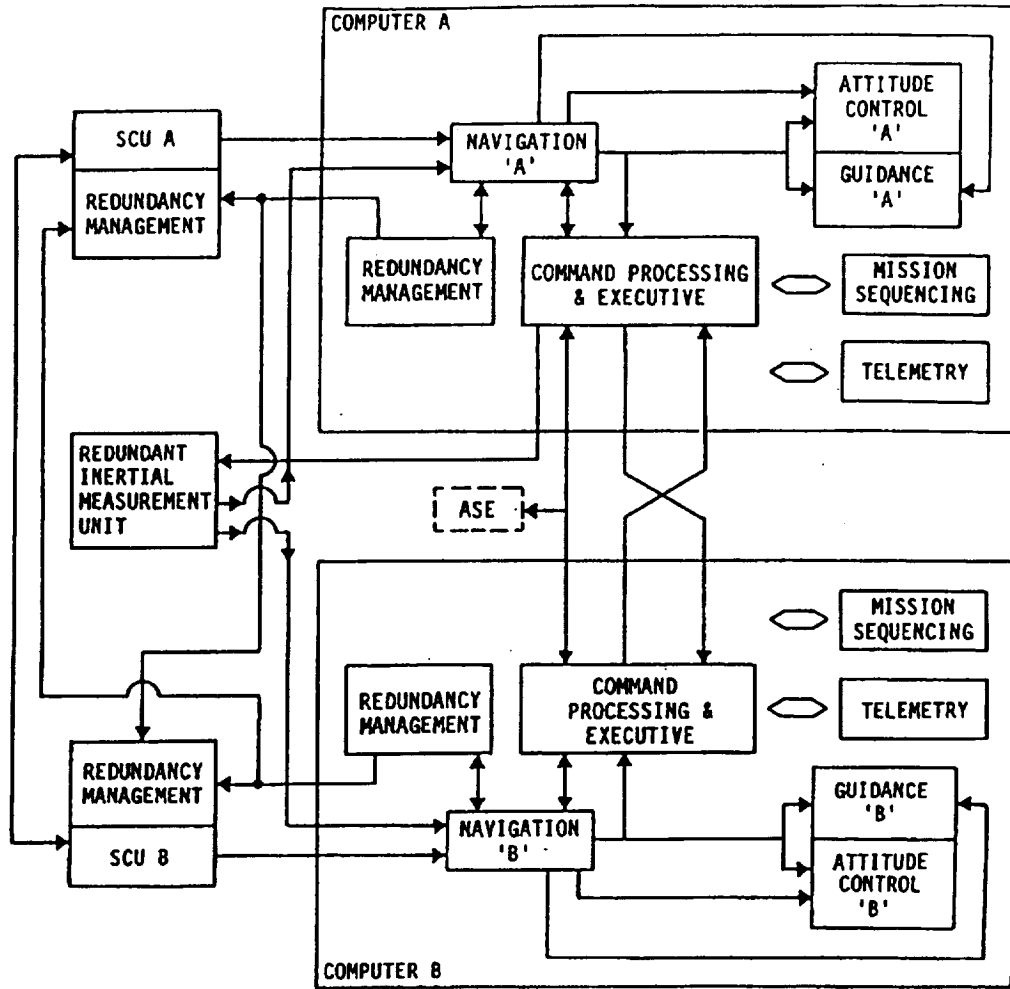 COMPUTER A
ATTITUDE
CONTROL
'A'
SCU A
NAVIGATION
'A'
GUIDANCE
'A'
REDUNDANCY
MANAGEMENT
REDUNDANCY
MANAGEMENT
COMMAND PROCESSING
& EXECUTIVE
MISSION
SEQUENCING
TELEMETRY
REDUNDANT
INERTIAL
MEASUREMENT
UNIT
ASE
MISSION
SEQUENCING
REDUNDANCY
MANAGEMENT
COMMAND
PROCESSING &
EXECUTIVE
TELEMETRY
REDUNDANCY
MANAGEMENT
GUIDANCE
'B'
SCU B
NAVIGATION
'B'
ATTITUDE
CONTROL
'B'
COMPUTER B